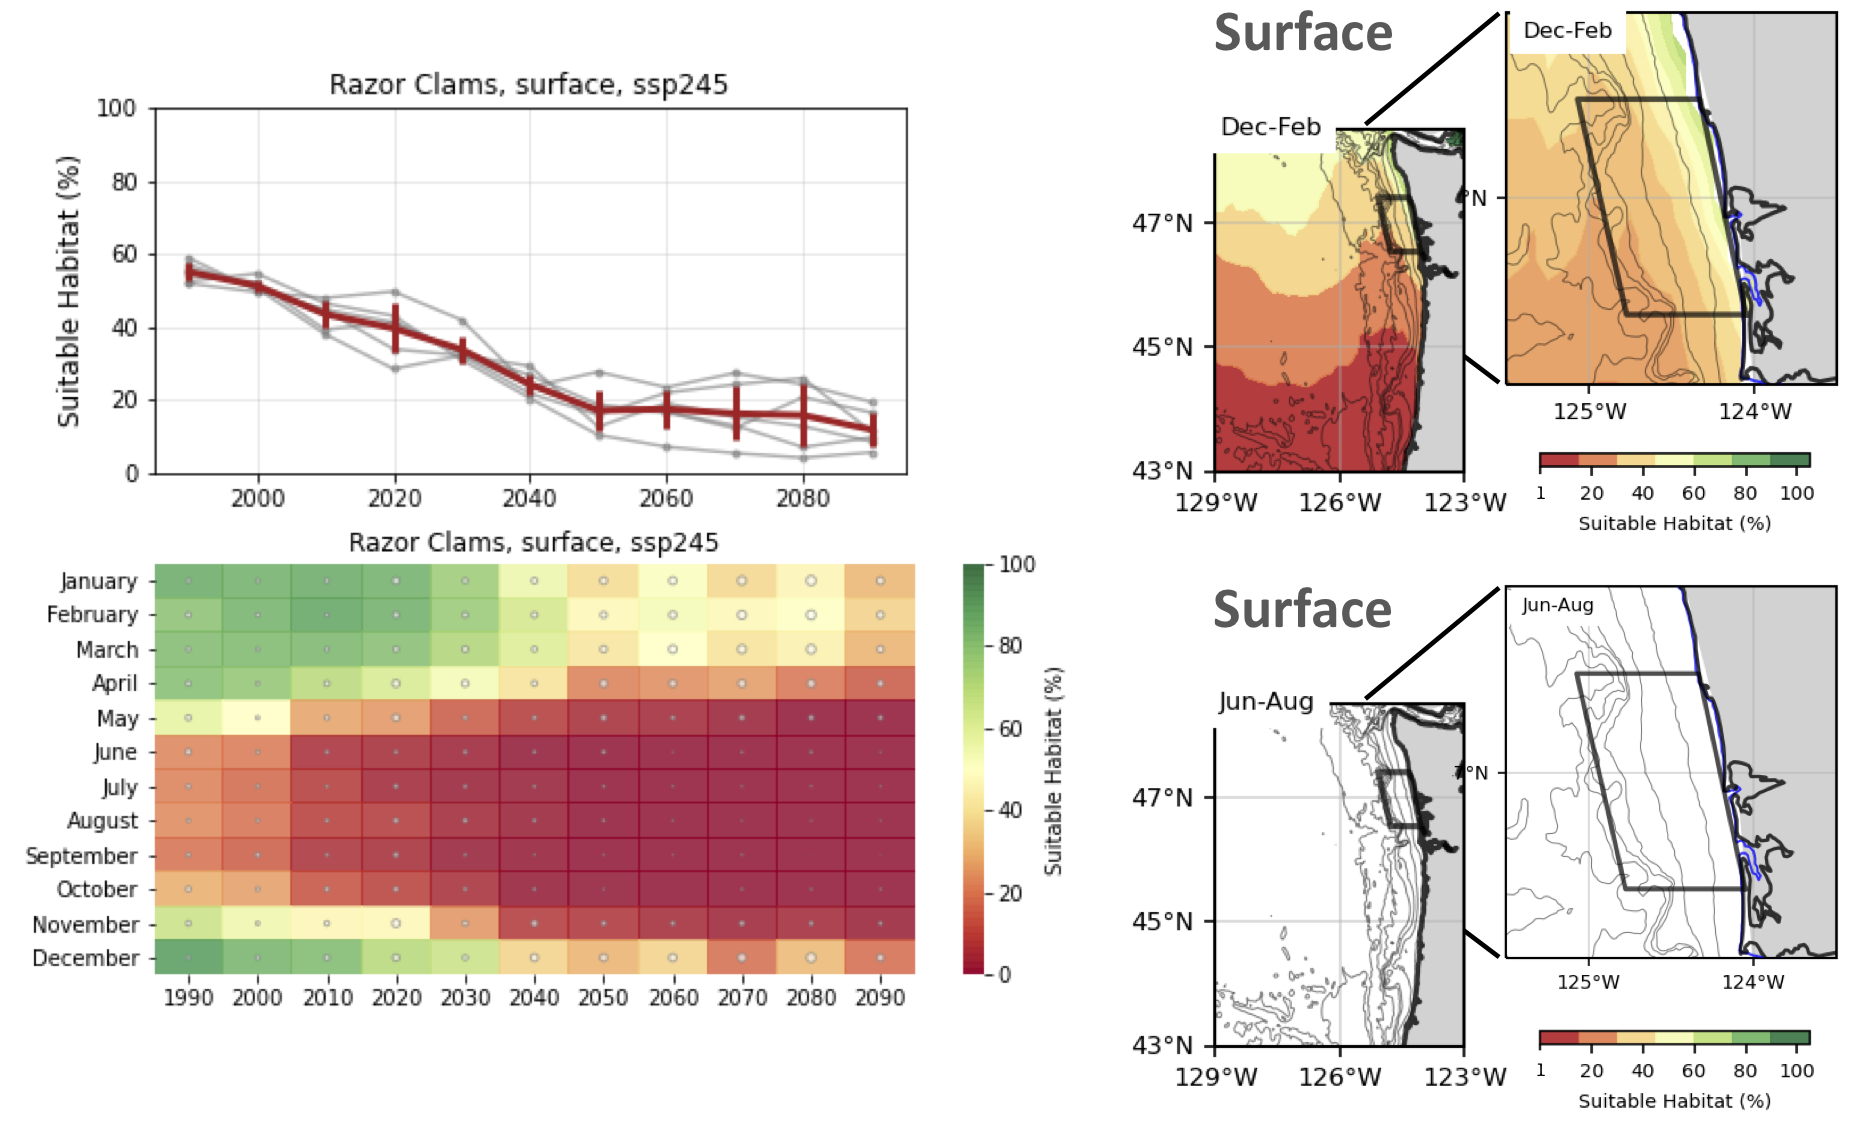 Razor Clams, surface, ssp245
Suitable Habitat (%)
100
80
60
40
20
0
2000
2020
2040
2060
2080
Razor Clams, surface, ssp245
January
February
March
April
May
June
July
August
September
October
November
December
1990
2000
2010
2020
2030
2040
2050
2060
2070
2080
2090
100
80
60
40
20
0
Suitable Habitat (%)
Surface
Dec-Feb
47°N
45°N
43°N
129°W
126°W
123°W
Dec-Feb
°N
125°W
124°W
1
20
40
60
80
100
Suitable Habitat (%)
Surface
Jun-Aug
47°N
45°N
43°N
129°W
126°W
123°W
Jun-Aug
°N
125°W
124°W
1
20
40
60
80
100
Suitable Habitat (%)